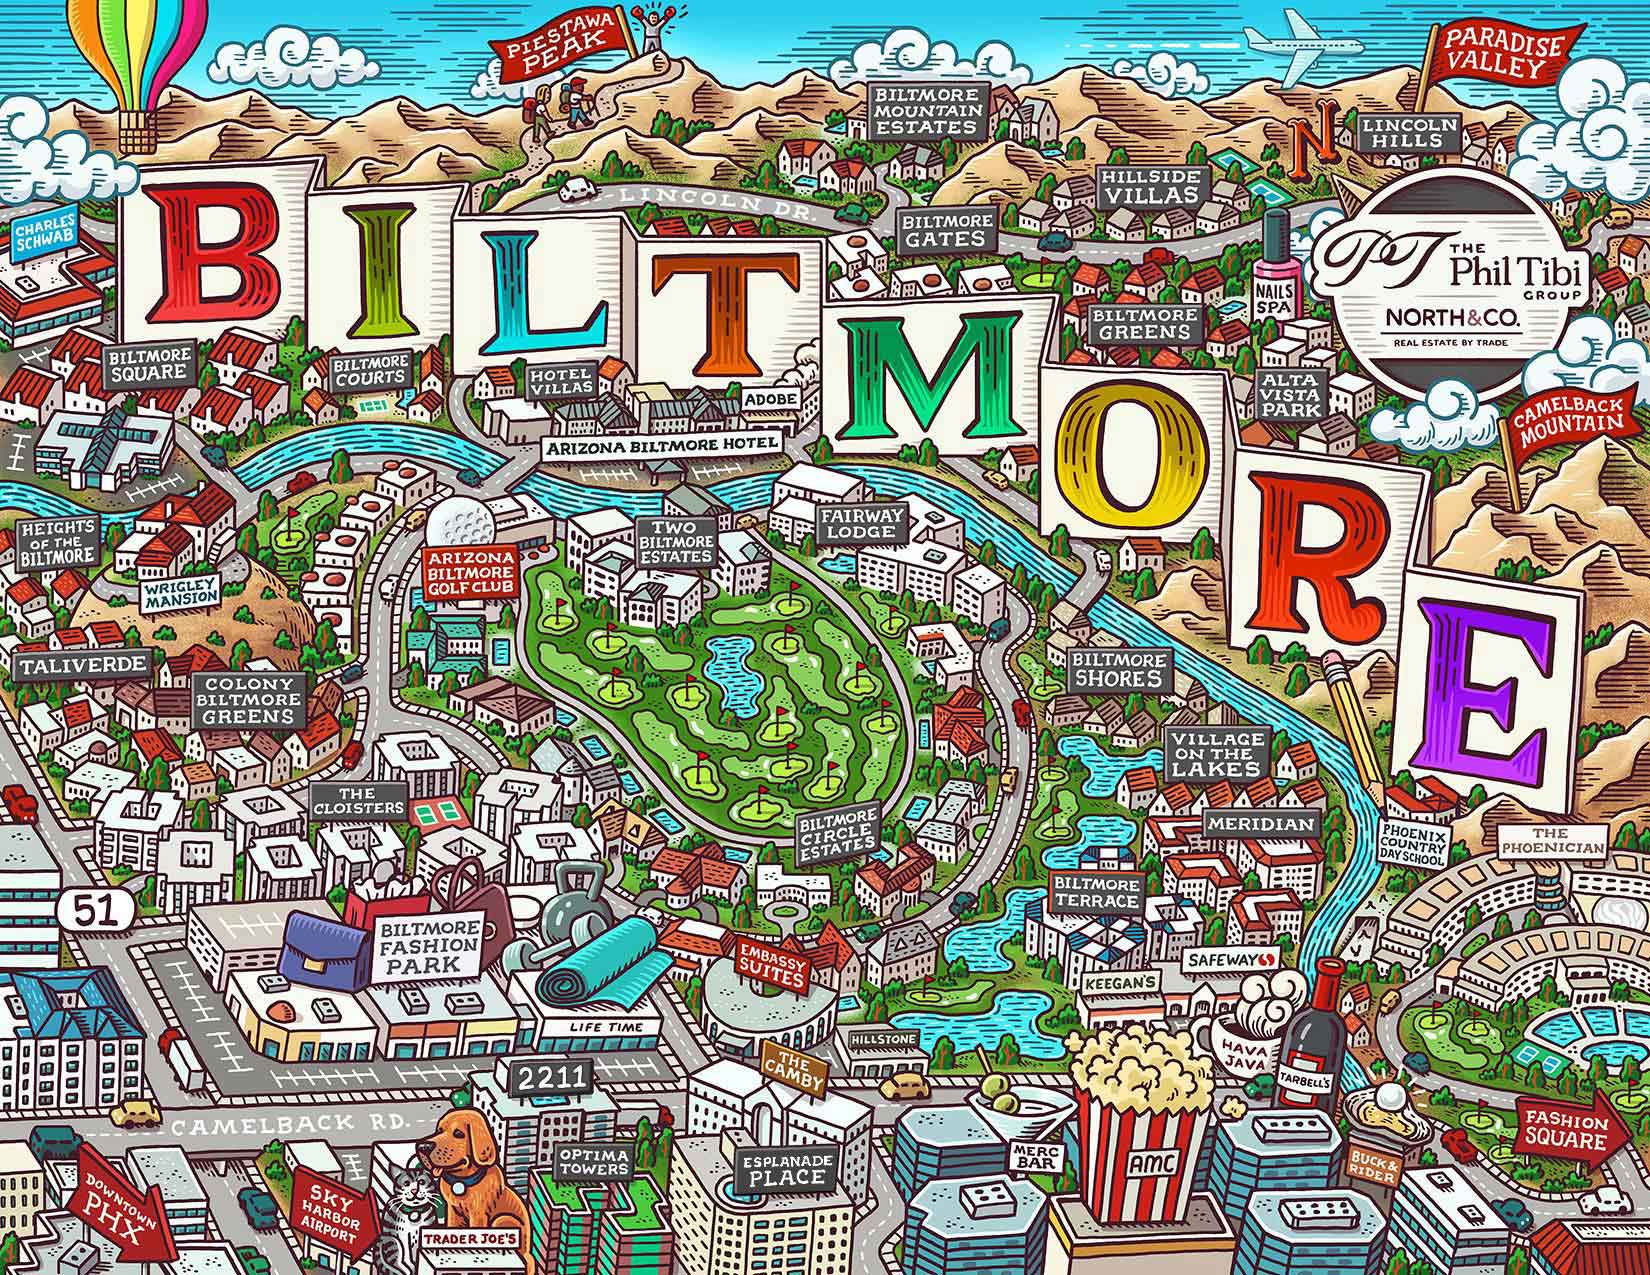 PIESTAWA
PEAK
PARADISE
VALLEY
BILTMORE
MOUNTAIN
ESTATES
N
LINCOLN
HILLS
LINCOLN DR.
HILLSIDE
VILLAS
BILTMORE
GATES
CHARLES
SCHWAB
BILTMORE
PT THE
Phil Tibi
GROUP
NORTH&CO.
REAL ESTATE BY TRADE
NAILS
SPA
BILTMORE
GREENS
BILTMORE
SQUARE
BILTMORE
COURTS
HOTEL
VILLAS
ADOBE
ALTA
VISTA
PARK
CAMELBACK
MOUNTAIN
ARIZONA BILTMORE HOTEL
HEIGHTS
OF THE
BILTMORE
WRIGLEY
MANSION
ARIZONA
BILTMORE
GOLF CLUB
TWO
BILTMORE
ESTATES
FAIRWAY
LODGE
TALIVERDE
COLONY
BILTMORE
GREENS
BILTMORE
SHORES
VILLAGE
ON THE
LAKES
THE
CLOISTERS
BILTMORE
CIRCLE
ESTATES
MERIDIAN
PHOENIX
COUNTRY
DAY SCHOOL
THE
PHOENICIAN
51
BILTMORE
TERRACE
BILTMORE
FASHION
PARK
EMBASSY
SUITES
SAFEWAY
KEEGAN'S
LIFE TIME
HILLSTONE
HAVA
JAVA
TARBELL'S
2211
THE
CAMBY
CAMELBACK RD.
FASHION
SQUARE
OPTIMA
TOWERS
ESPLANADE
PLACE
MERC
BAR
AMC
BUCK &
RIDER
DOWNTOWN
PHX
SKY
HARBOR
AIRPORT
TRADER JOE'S